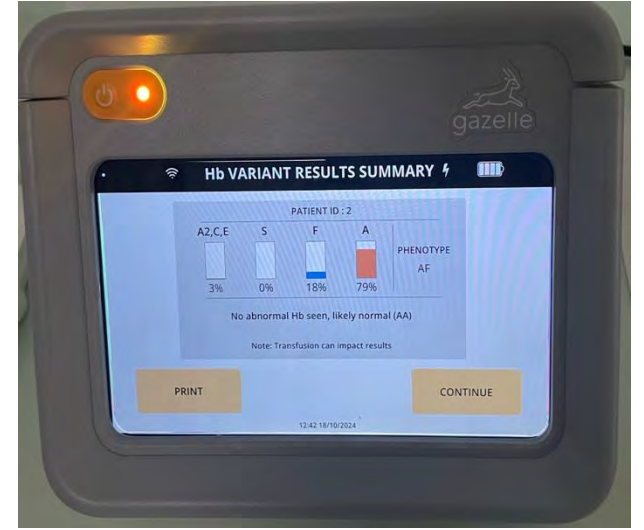 gazelle
Hb VARIANT RESULTS SUMMARY
PATIENT ID : 2
A2,C,E S F A
PHENOTYPE
AF
3% 0% 18% 79%
No abnormal Hb seen, likely normal (AA)
Note: Transfusion can impact results
PRINT CONTINUE
12:42 18/10/2024